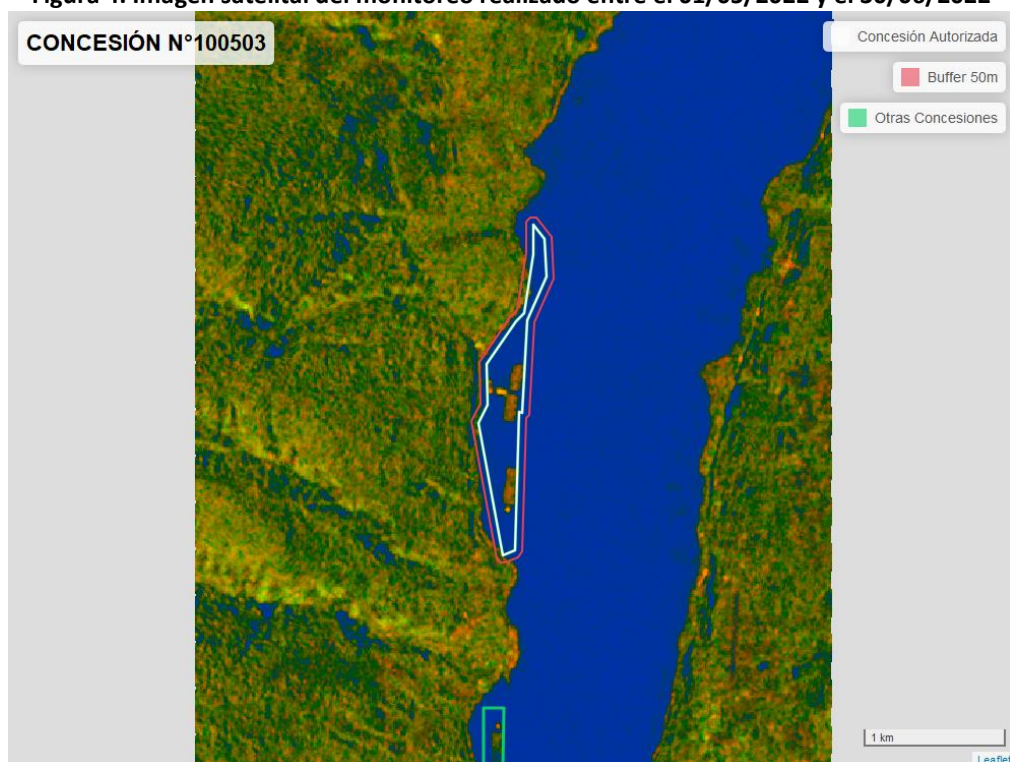 Figura 4. Imagen satelital del monitoreo realizado entre el 01/05/2022 y el 30/06/2022
CONCESIÓN N°100503
Concesión Autorizada
Buffer 50m
Otras Concesiones
1 km
Leaflet